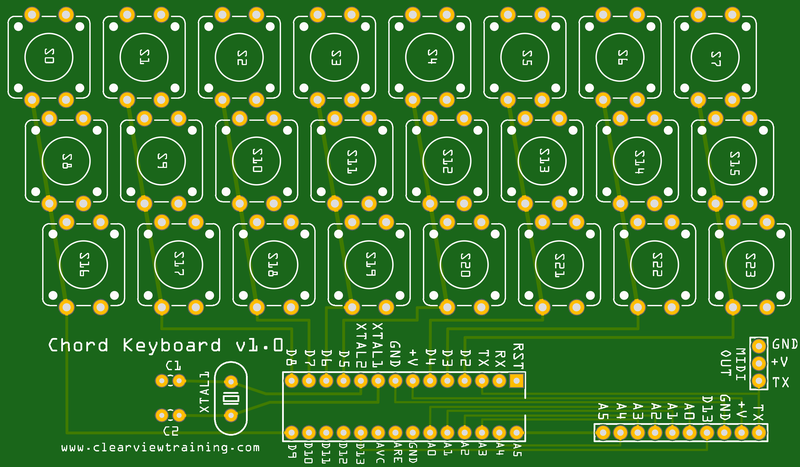 S0 S1 S2 S3 S4 S5 S6 S7
S8 S9 S10 S11 S12 S13 S14 S15
S16 S17 S18 S19 S20 S21 S22 S23
Chord Keyboard v1.0
D8 D7 D6 D5 XTAL2 XTAL1 GND +V D4 D3 D2 TX RX RST
MIDI OUT
GND
+V
TX
C1
XTAL1
C2
A5 A4 A3 A2 A1 A0 D13 GND +V TX
D9 D10 D11 D12 D13 AVC ARE GND A0 A1 A2 A3 A4 A5
www.clearviewtraining.com